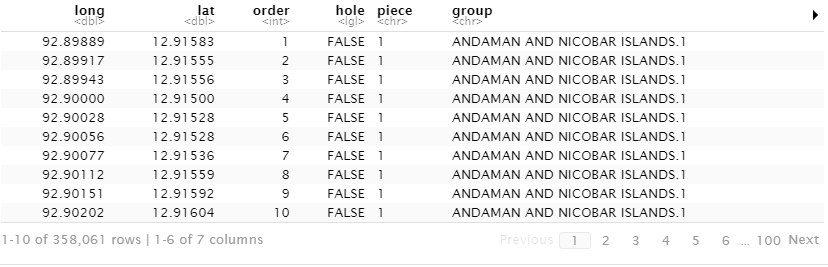 long lat order hole piece group
<dbl> <dbl> <int> <lgl> <chr> <chr>
92.89889 12.91583 1 FALSE 1 ANDAMAN AND NICOBAR ISLANDS.1
92.89917 12.91555 2 FALSE 1 ANDAMAN AND NICOBAR ISLANDS.1
92.89943 12.91556 3 FALSE 1 ANDAMAN AND NICOBAR ISLANDS.1
92.90000 12.91500 4 FALSE 1 ANDAMAN AND NICOBAR ISLANDS.1
92.90028 12.91528 5 FALSE 1 ANDAMAN AND NICOBAR ISLANDS.1
92.90056 12.91528 6 FALSE 1 ANDAMAN AND NICOBAR ISLANDS.1
92.90077 12.91536 7 FALSE 1 ANDAMAN AND NICOBAR ISLANDS.1
92.90112 12.91559 8 FALSE 1 ANDAMAN AND NICOBAR ISLANDS.1
92.90151 12.91592 9 FALSE 1 ANDAMAN AND NICOBAR ISLANDS.1
92.90202 12.91604 10 FALSE 1 ANDAMAN AND NICOBAR ISLANDS.1
1-10 of 358,061 rows | 1-6 of 7 columns Previous 1 2 3 4 5 6 ... 100 Next